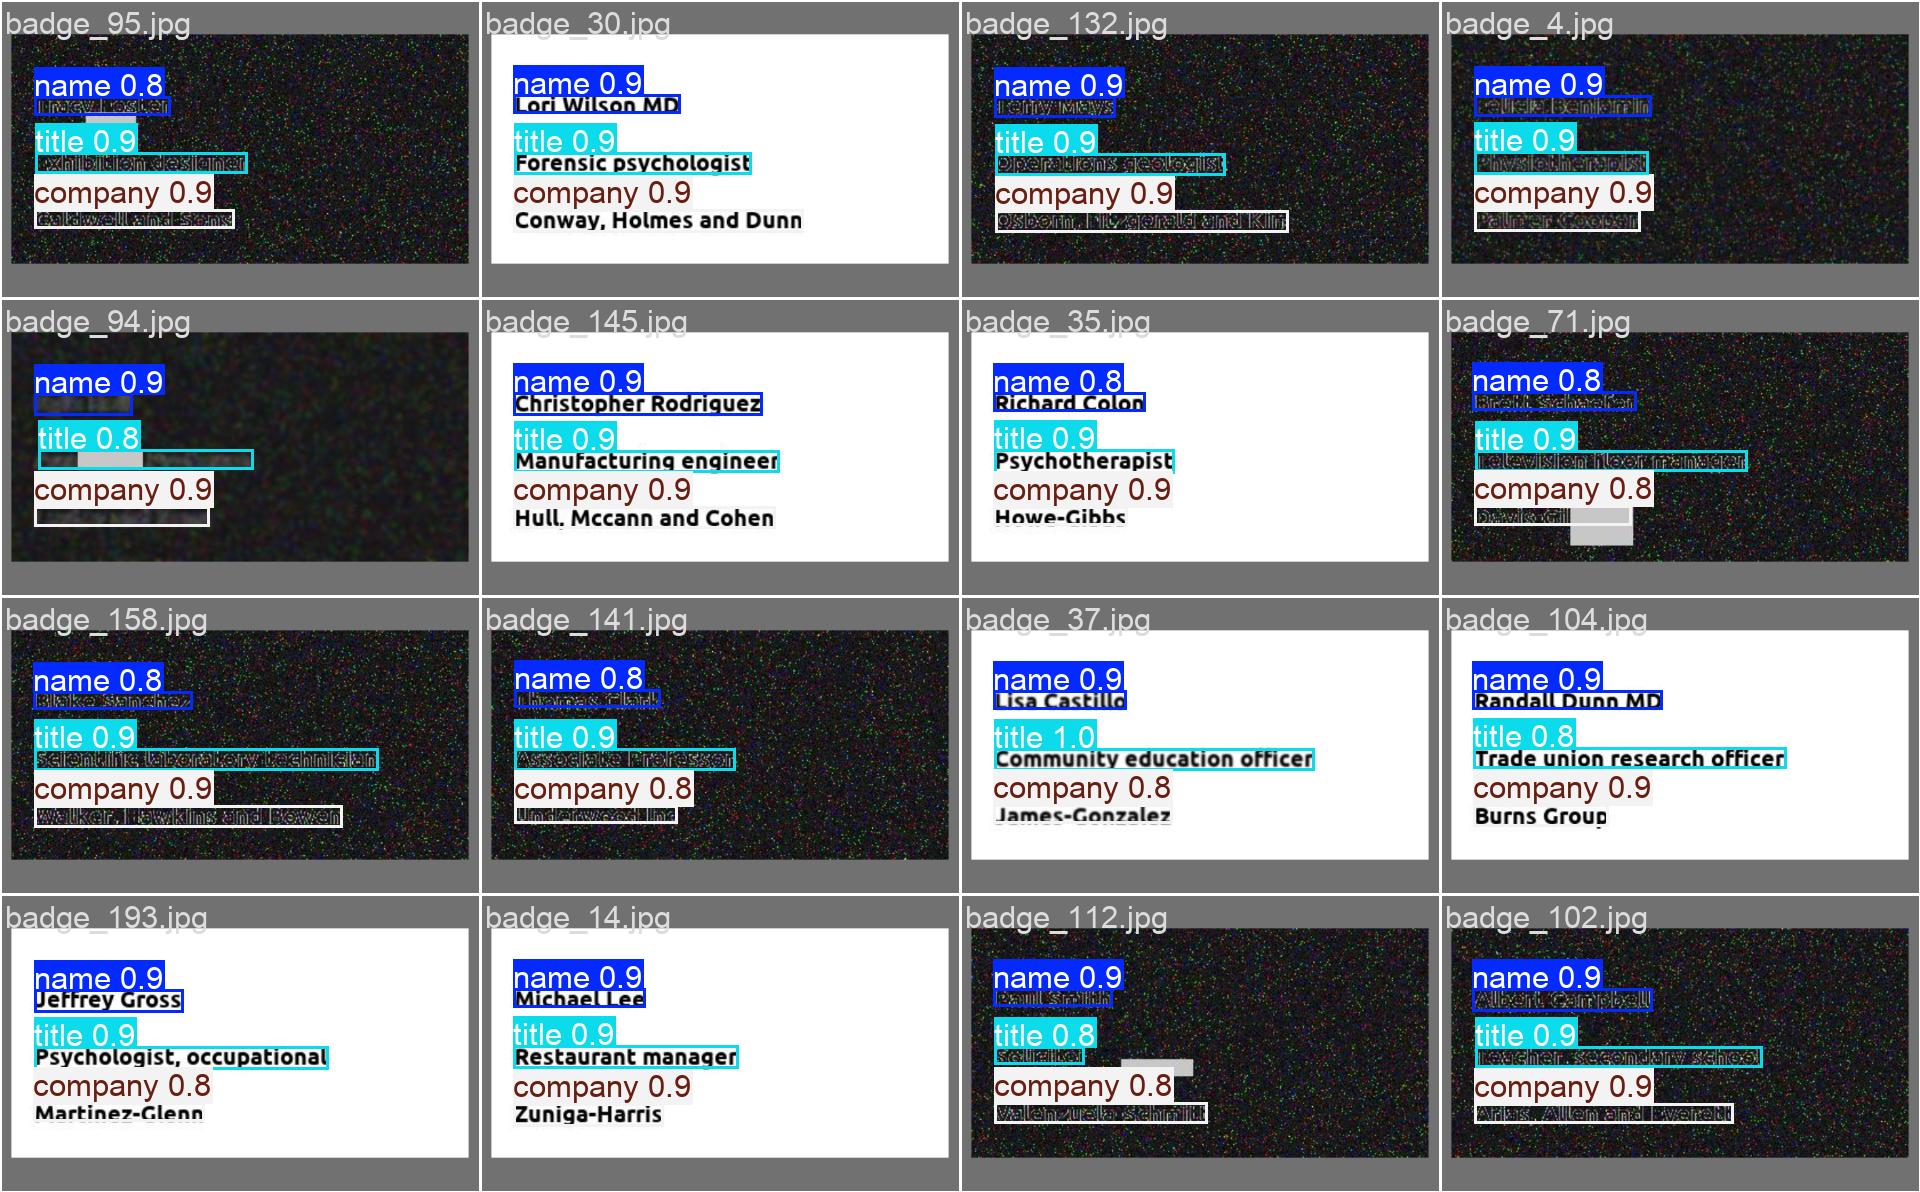 badge_95.jpg
name 0.8
Tracy Foster
title 0.9
Exhibition designer
company 0.9
Caldwell and Sons
badge_30.jpg
name 0.9
Lori Wilson MD
title 0.9
Forensic psychologist
company 0.9
Conway, Holmes and Dunn
badge_132.jpg
name 0.9
Terry Mays
title 0.9
Operations geologist
company 0.9
Osborn, Fitzgerald and Kim
badge_4.jpg
name 0.9
Felicia Benjamin
title 0.9
Physiotherapist
company 0.9
badge_94.jpg
name 0.9
title 0.8
company 0.9
badge_145.jpg
name 0.9
Christopher Rodriguez
title 0.9
Manufacturing engineer
company 0.9
Hull, Mccann and Cohen
badge_35.jpg
name 0.8
Richard Colon
title 0.9
Psychotherapist
company 0.9
Howe-Gibbs
badge_71.jpg
name 0.8
Brett Schaefer
title 0.9
Television floor manager
company 0.8
badge_158.jpg
name 0.8
Blake Sanchez
title 0.9
Scientific laboratory technician
company 0.9
Walker, Hawkins and Bowen
badge_141.jpg
name 0.8
Thomas Clark
title 0.9
Associate Professor
company 0.8
Underwood Inc
badge_37.jpg
name 0.9
Lisa Castillo
title 1.0
Community education officer
company 0.8
James-Gonzalez
badge_104.jpg
name 0.9
Randall Dunn MD
title 0.8
Trade union research officer
company 0.9
Burns Group
badge_193.jpg
name 0.9
Jeffrey Gross
title 0.9
Psychologist, occupational
company 0.8
Martinez-Glenn
badge_14.jpg
name 0.9
Michael Lee
title 0.9
Restaurant manager
company 0.9
Zuniga-Harris
badge_112.jpg
name 0.9
Paul Smith
title 0.8
company 0.8
Valenzuela-Schmitt
badge_102.jpg
name 0.9
Albert Campbell
title 0.9
Teacher, secondary school
company 0.9
Arias, Allen and Everett